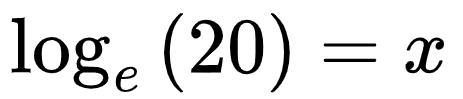 logₑ (20) = x